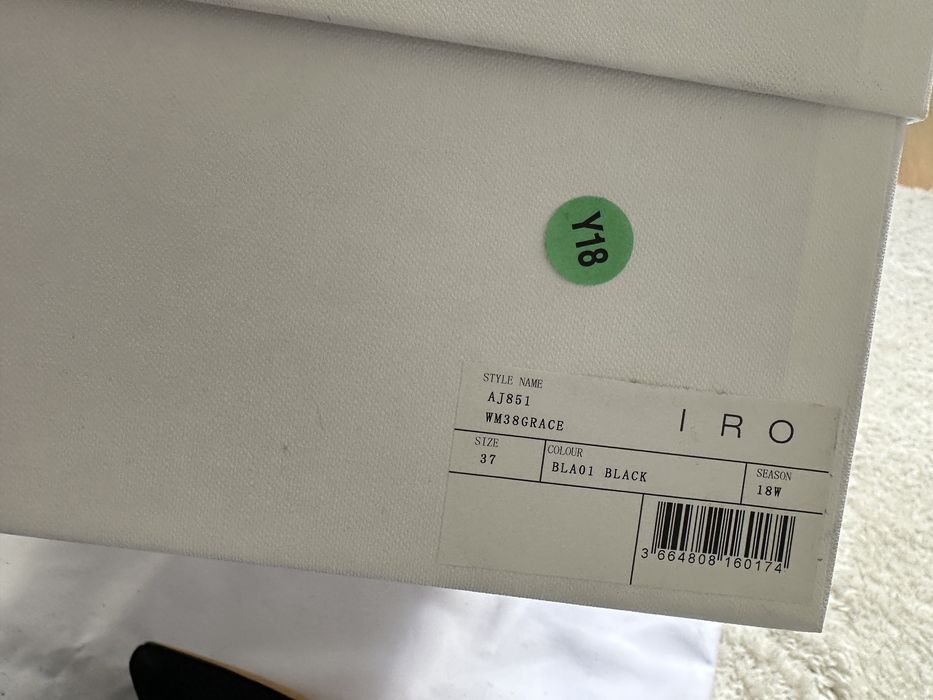 Y18
STYLE NAME
AJ851
WM38GRACE
IRO
SIZE
37
COLOUR
BLA01 BLACK
SEASON
18W
3 664808 160174